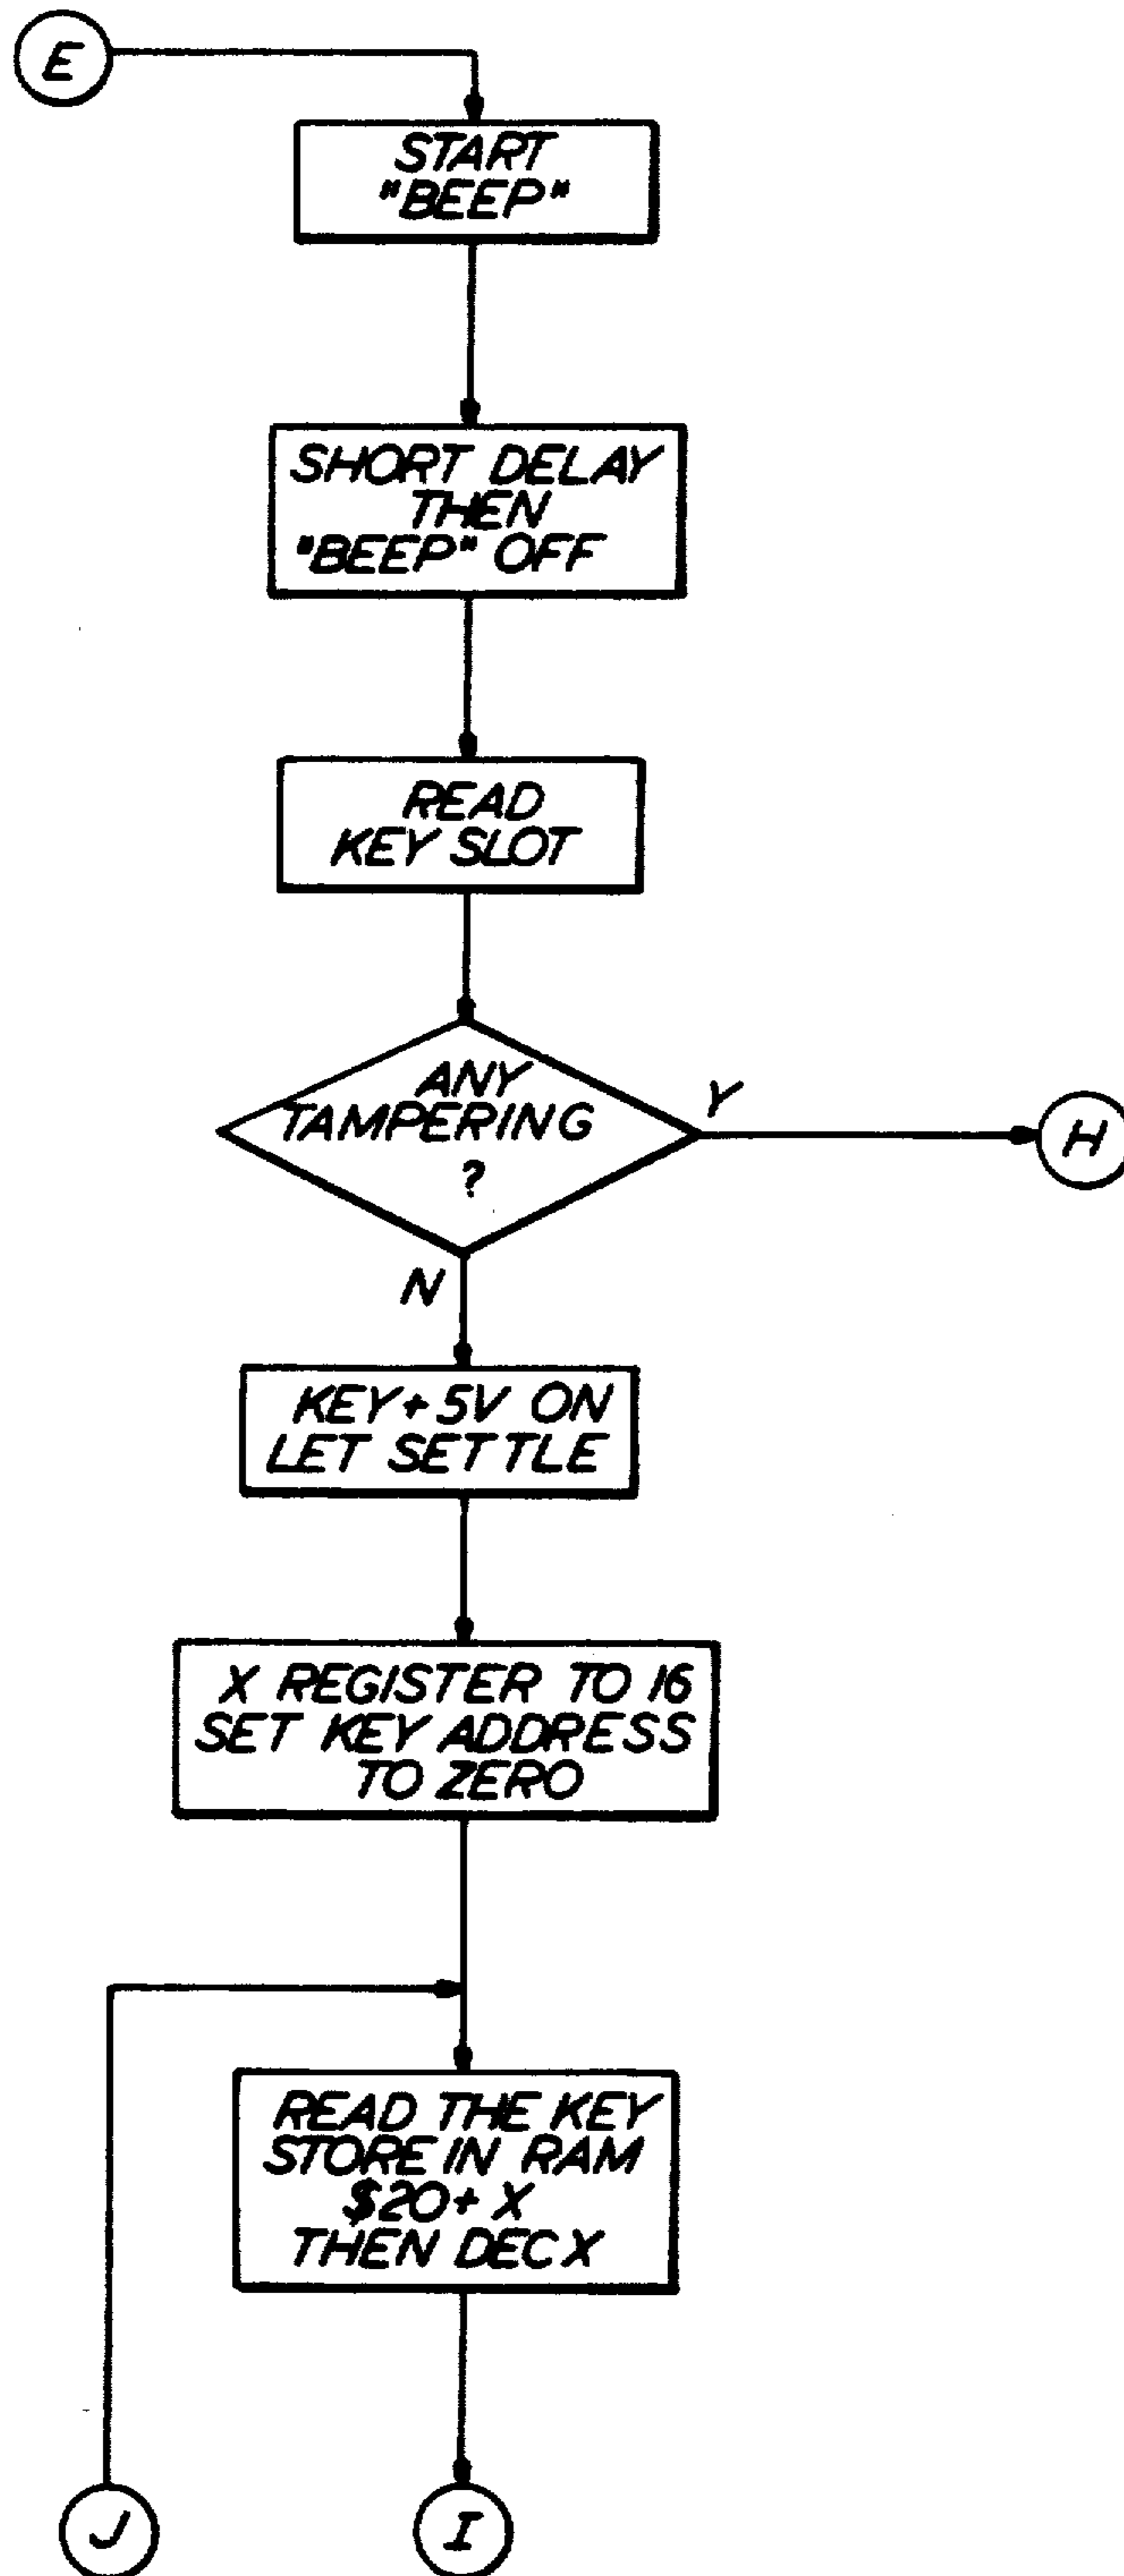 E
START
"BEEP"
SHORT DELAY
THEN
"BEEP" OFF
READ
KEY SLOT
ANY
TAMPERING
?
Y
H
N
KEY+5V ON
LET SETTLE
X REGISTER TO 16
SET KEY ADDRESS
TO ZERO
READ THE KEY
STORE IN RAM
$20+ X
THEN DEC X
J
I